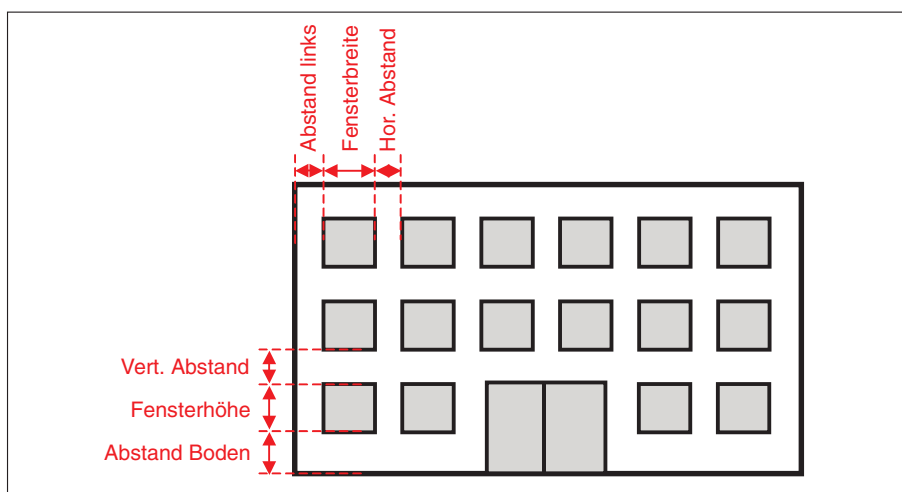 Abstand links
Fensterbreite
Hor. Abstand
Vert. Abstand
Fensterhöhe
Abstand Boden